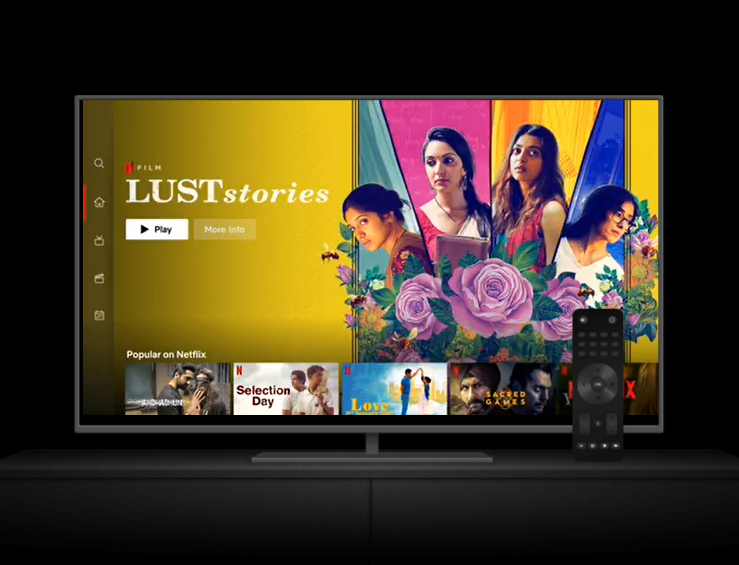 FILM
LUST stories
Play
More Info
Popular on Netflix
ANDHADHUN
N
Selection
Day
N
Love
N
SACRED
GAMES
N
X